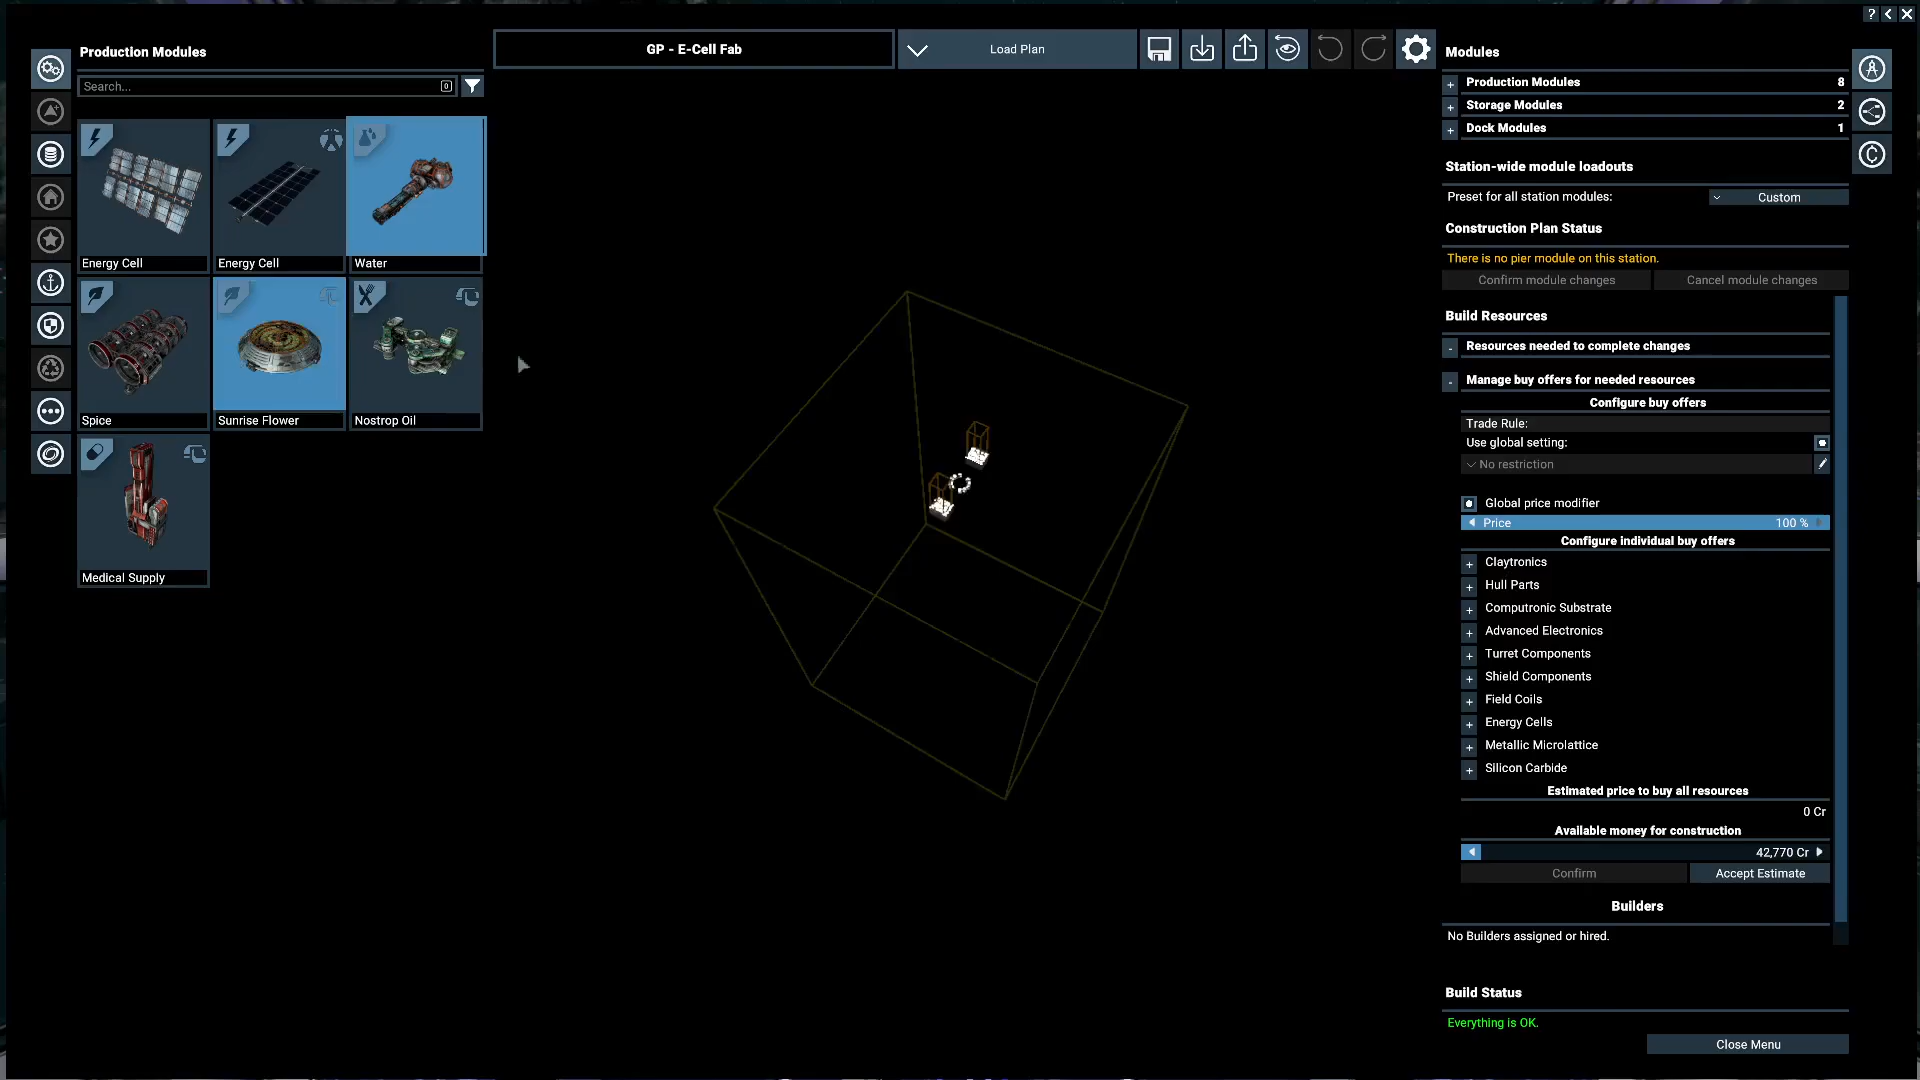 ?
Production Modules
GP - E-Cell Fab
Load Plan
Search...
0
Energy Cell
Energy Cell
Water
Spice
Sunrise Flower
Nostrop Oil
Medical Supply
Modules
+ Production Modules 8
+ Storage Modules 2
+ Dock Modules 1
Station-wide module loadouts
Preset for all station modules: Custom
Construction Plan Status
There is no pier module on this station.
Confirm module changes Cancel module changes
Build Resources
- Resources needed to complete changes
- Manage buy offers for needed resources
Configure buy offers
Trade Rule:
Use global setting:
No restriction
Global price modifier
Price 100 %
Configure individual buy offers
+ Claytronics
+ Hull Parts
+ Computronic Substrate
+ Advanced Electronics
+ Turret Components
+ Shield Components
+ Field Coils
+ Energy Cells
+ Metallic Microlattice
+ Silicon Carbide
Estimated price to buy all resources
0 Cr
Available money for construction
42,770 Cr
Confirm Accept Estimate
Builders
No Builders assigned or hired.
Build Status
Everything is OK.
Close Menu